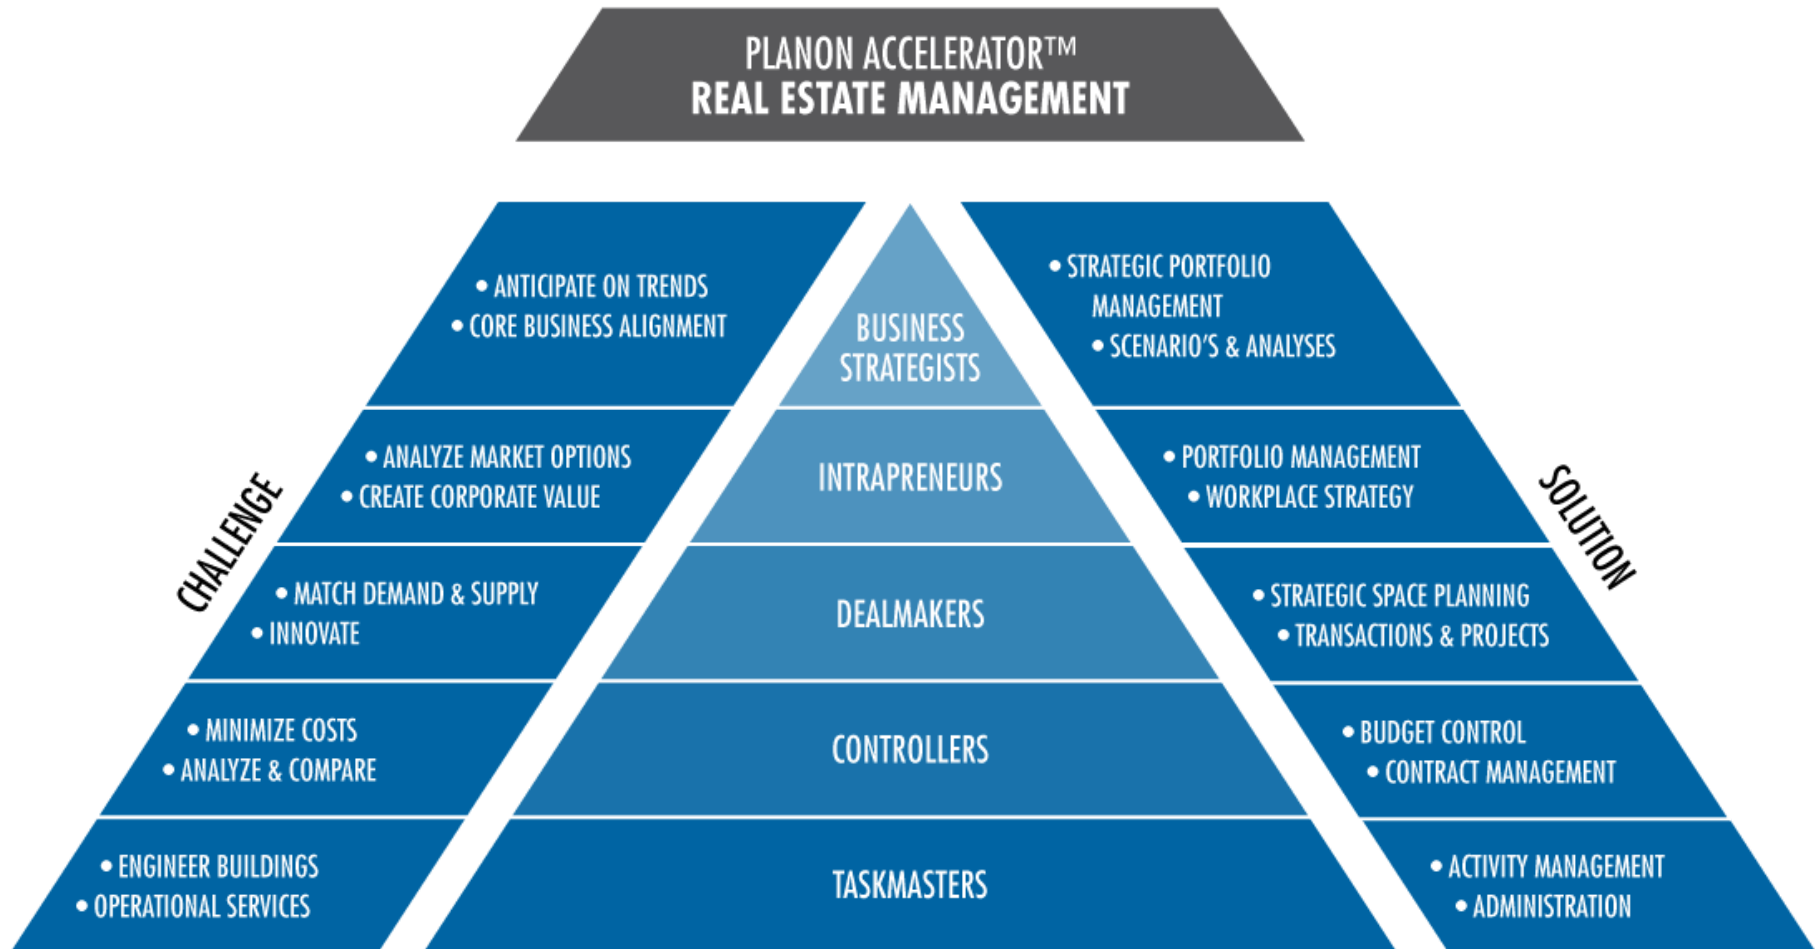 PLANON ACCELERATOR™
REAL ESTATE MANAGEMENT
CHALLENGE
• ANTICIPATE ON TRENDS
• CORE BUSINESS ALIGNMENT
BUSINESS
STRATEGISTS
• STRATEGIC PORTFOLIO
MANAGEMENT
• SCENARIO'S & ANALYSES
• ANALYZE MARKET OPTIONS
• CREATE CORPORATE VALUE
INTRAPRENEURS
• PORTFOLIO MANAGEMENT
• WORKPLACE STRATEGY
SOLUTION
• MATCH DEMAND & SUPPLY
• INNOVATE
DEALMAKERS
• STRATEGIC SPACE PLANNING
• TRANSACTIONS & PROJECTS
• MINIMIZE COSTS
• ANALYZE & COMPARE
CONTROLLERS
• BUDGET CONTROL
• CONTRACT MANAGEMENT
• ENGINEER BUILDINGS
• OPERATIONAL SERVICES
TASKMASTERS
• ACTIVITY MANAGEMENT
• ADMINISTRATION